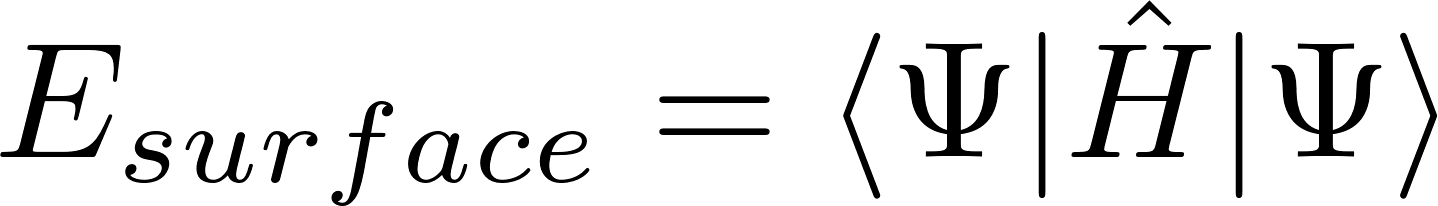 E_{surface} = ⟨Ψ|Ĥ|Ψ⟩